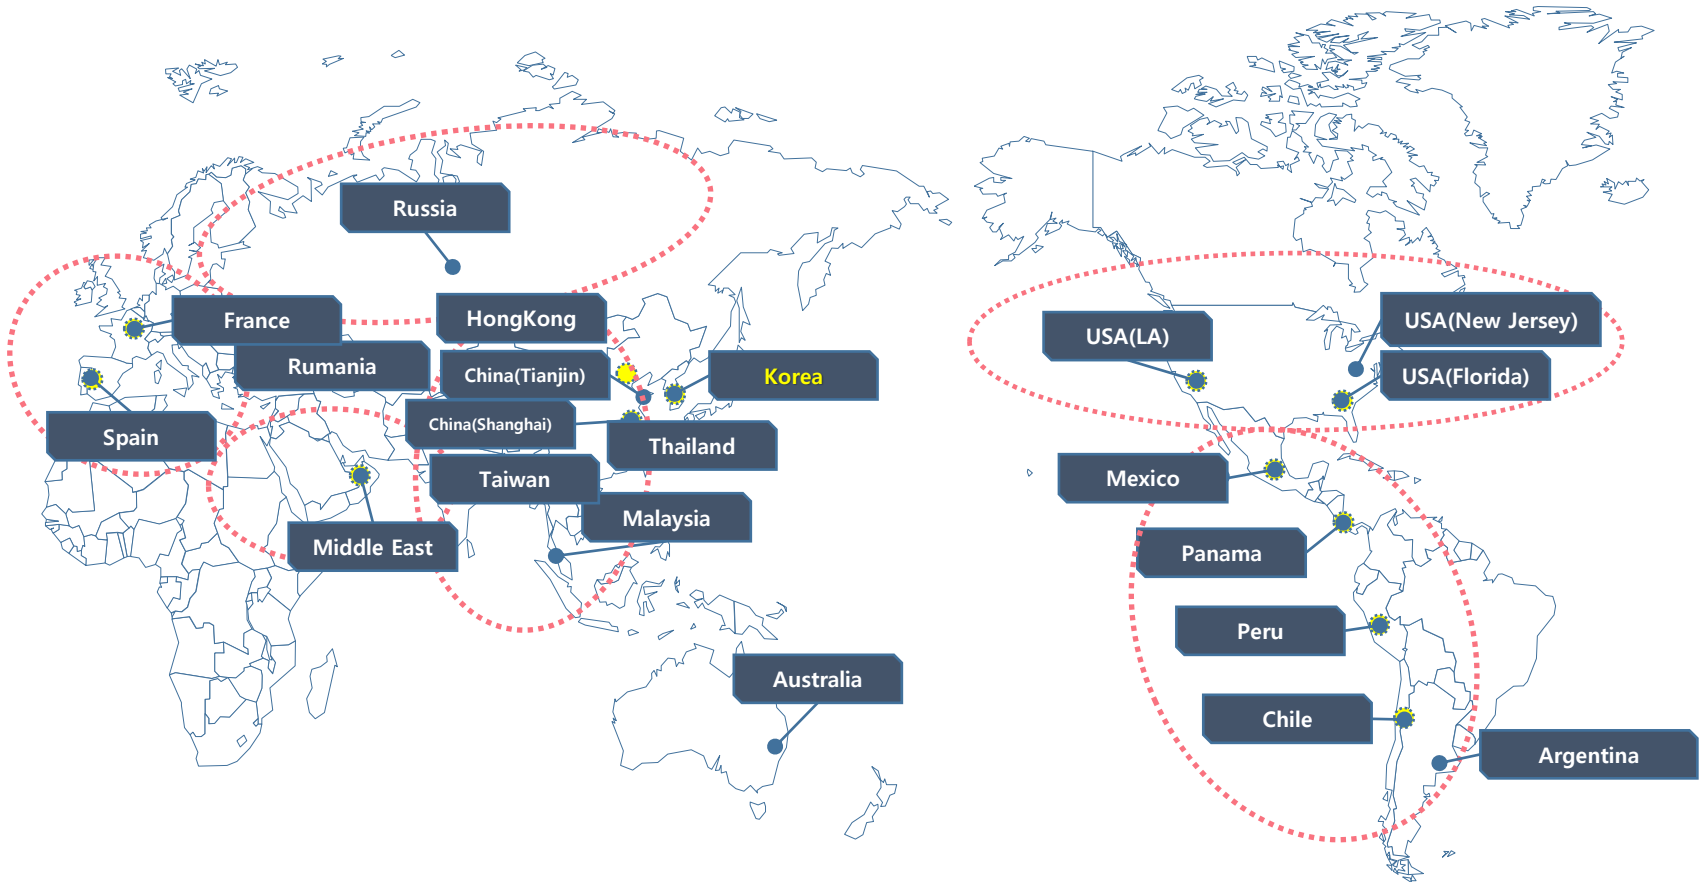 Russia
France
HongKong
Rumania
China(Tianjin)
Korea
China(Shanghai)
Spain
Thailand
Taiwan
Malaysia
Middle East
Australia
USA(LA)
USA(New Jersey)
USA(Florida)
Mexico
Panama
Peru
Chile
Argentina